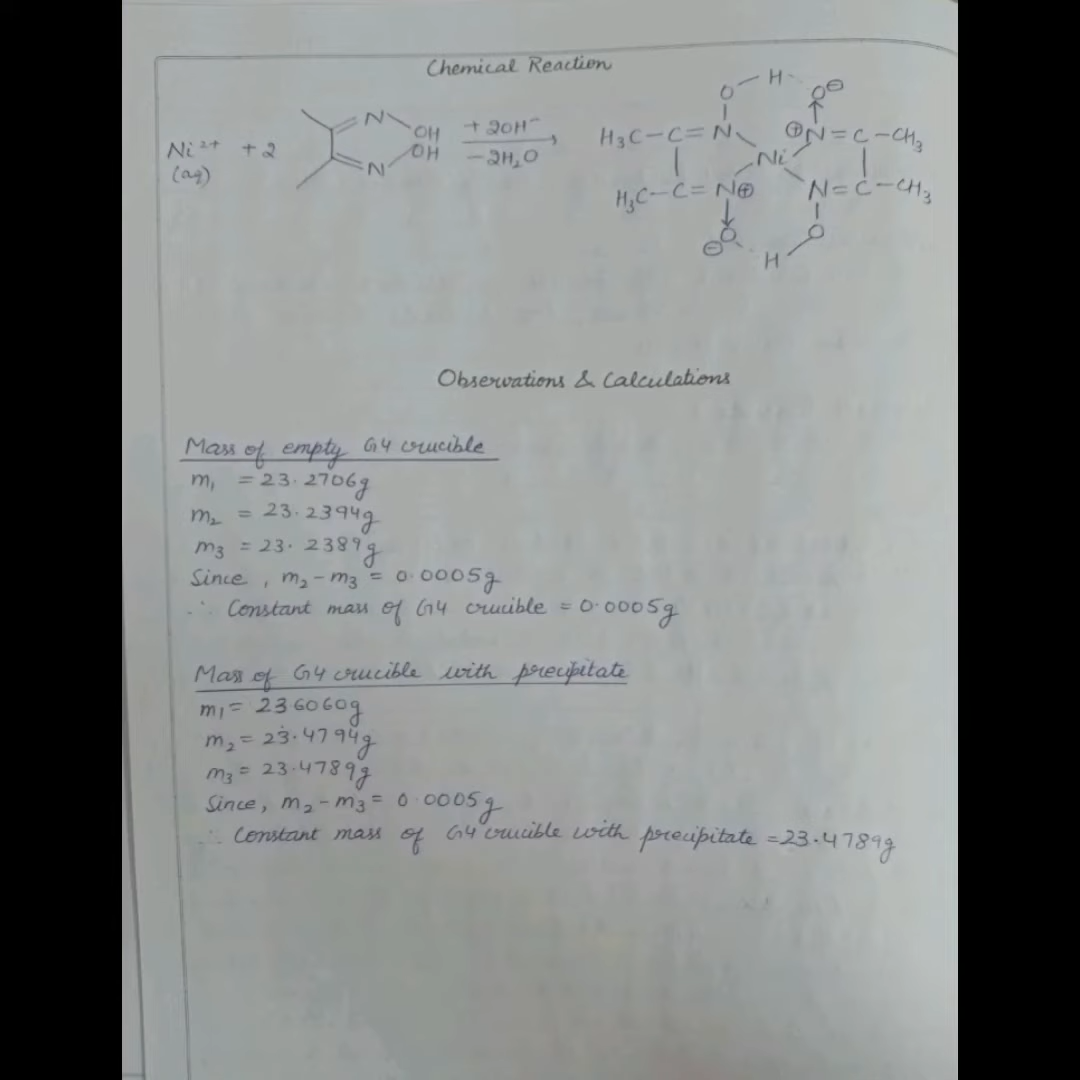 Chemical Reaction
Ni²⁺ (aq) + 2 N OH OH N + 2OH⁻ − 2H₂O
O — H O⊖
H₃C−C=N ⊕N=C−CH₃
Ni
H₃C−C=N⊕ N=C−CH₃
⊖O H O
Observations & Calculations
Mass of empty G4 crucible
m₁ = 23.2706g
m₂ = 23.2394g
m₃ = 23.2389g
Since, m₂−m₃ = 0.0005g
∴ Constant mass of G4 crucible = 0.0005g
Mass of G4 crucible with precipitate
m₁= 236060g
m₂= 23.4794g
m₃= 23.4789g
Since, m₂−m₃= 0.0005g
∴ Constant mass of G4 crucible with precipitate =23.4789g